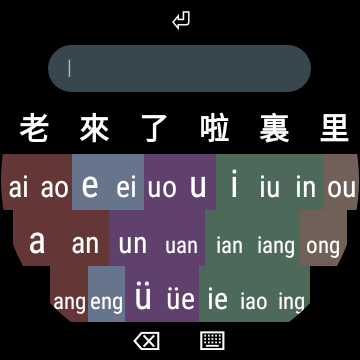 老 來 了 啦 裏 里
ai ao e ei uo u i iu in ou
a an un uan ian iang ong
ang eng ü üe ie iao ing